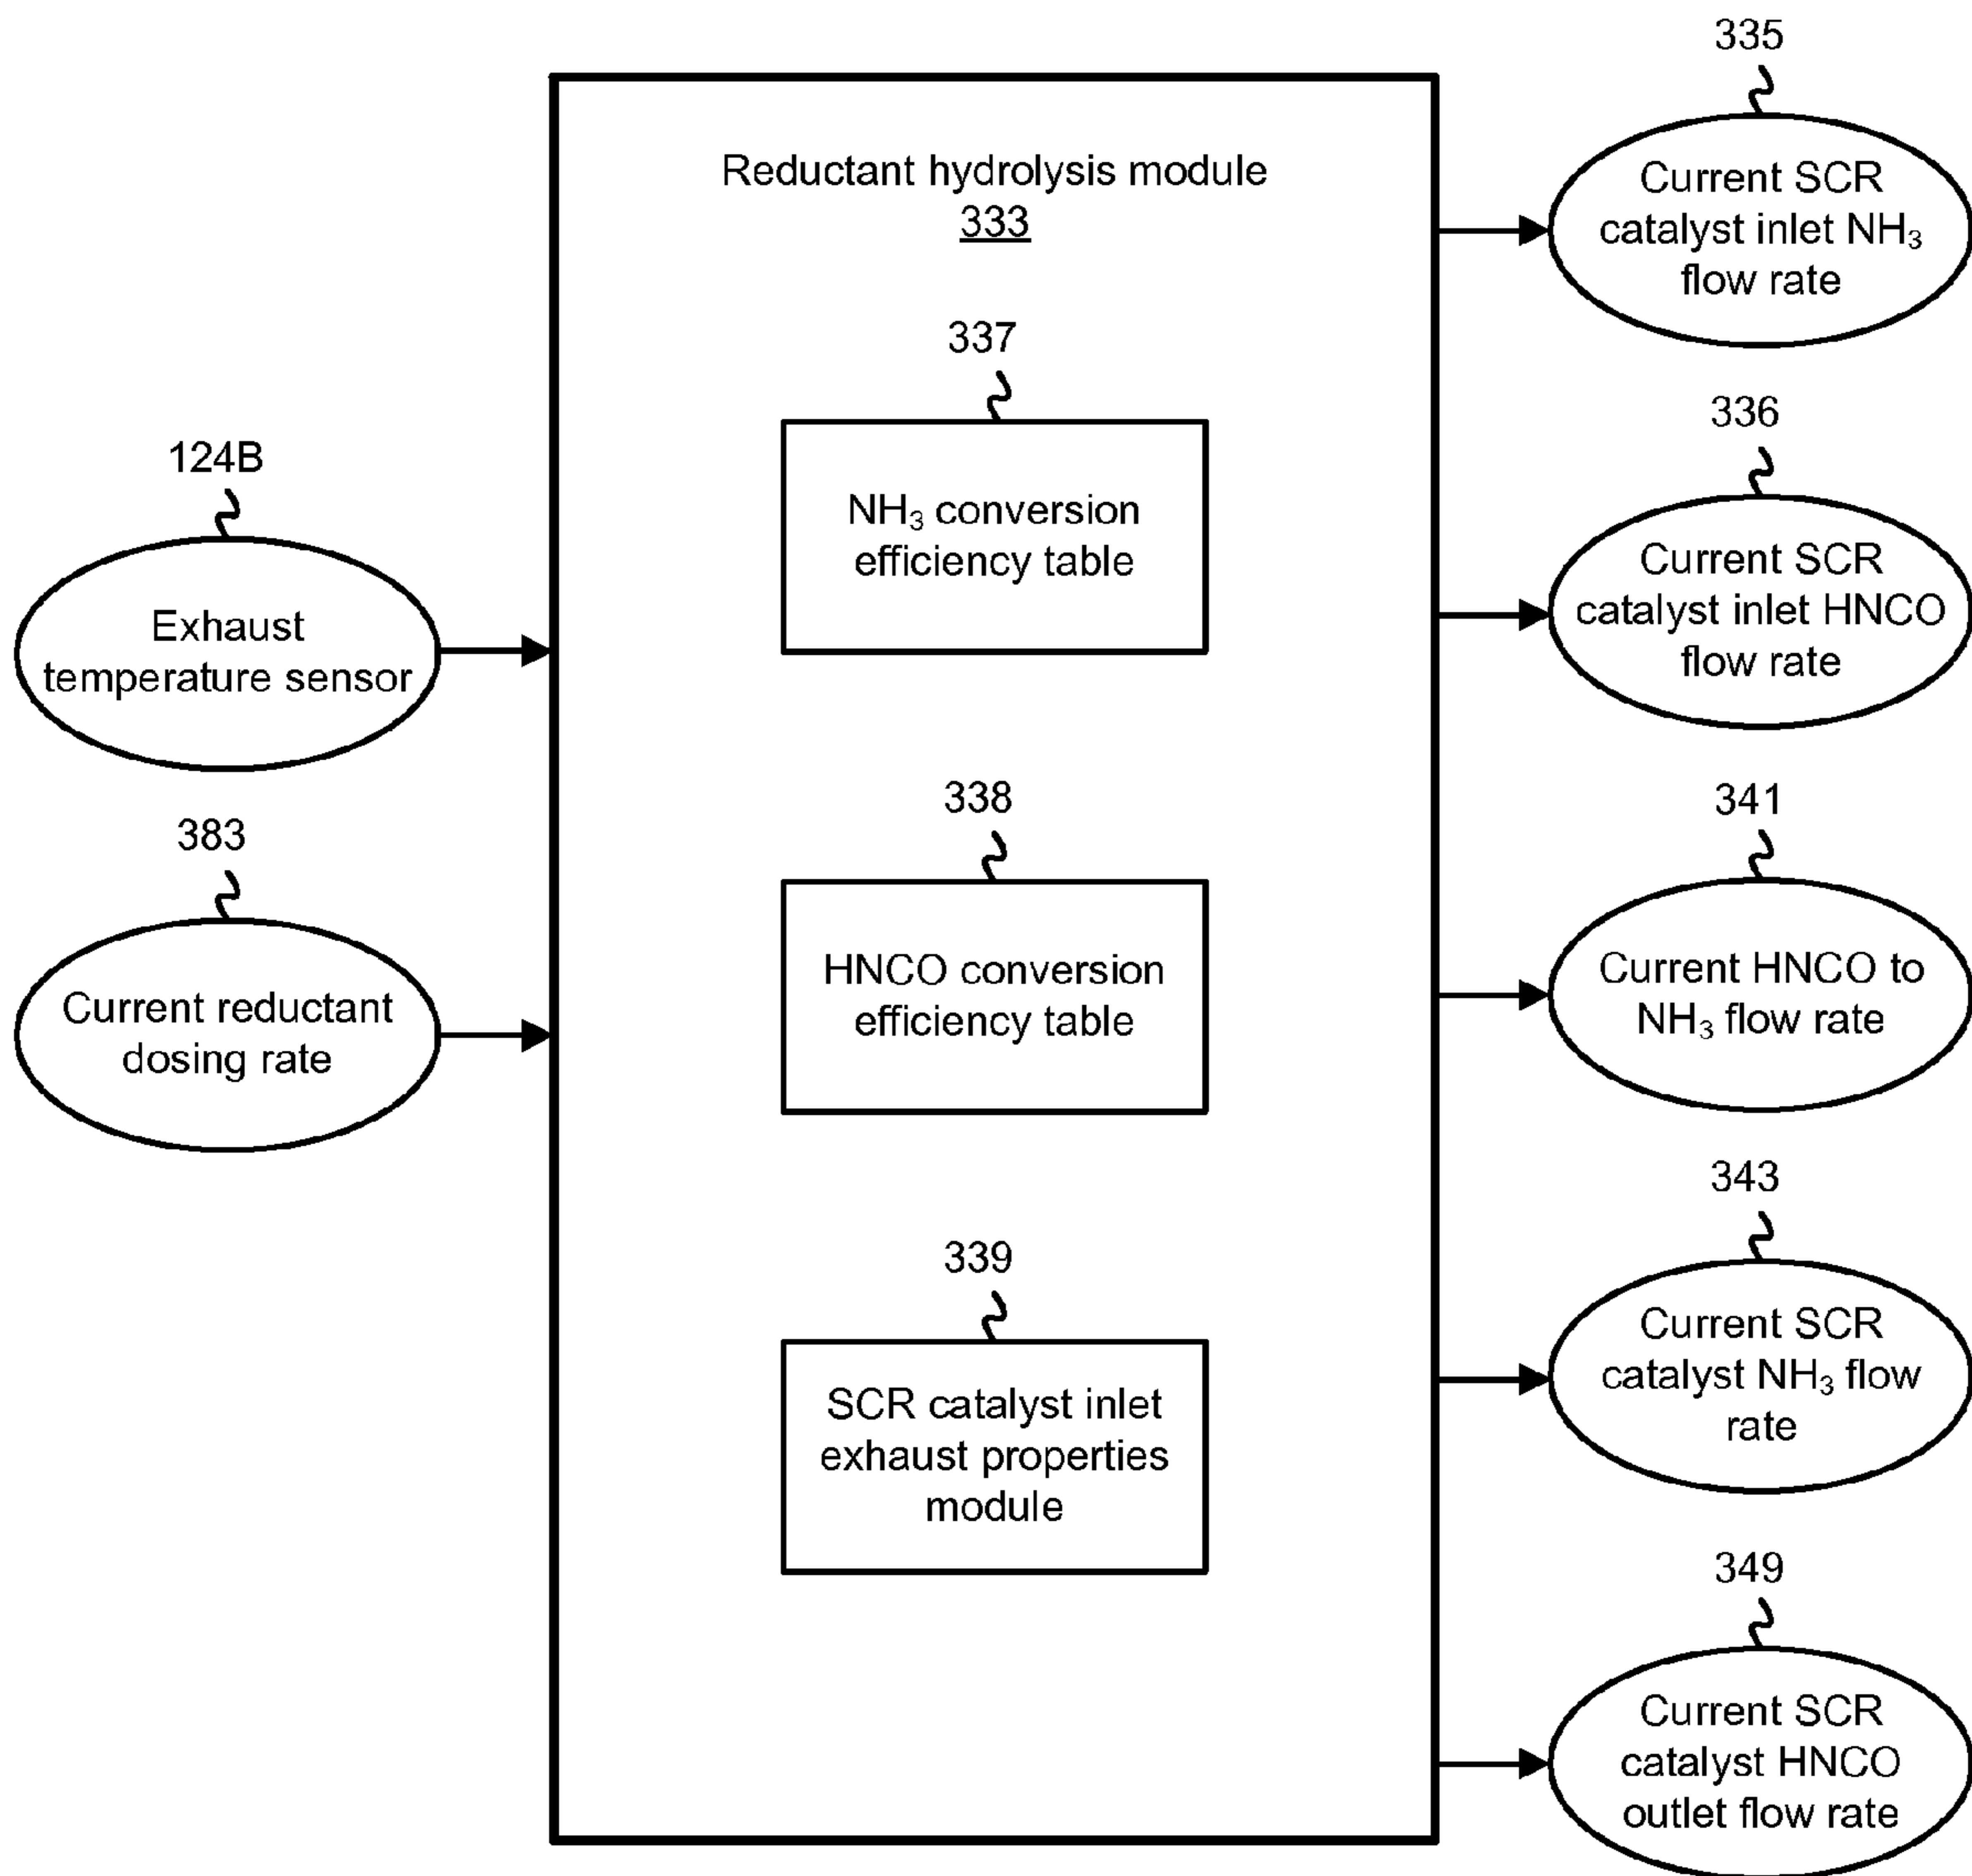 335
Reductant hydrolysis module
333
Current SCR
catalyst inlet NH₃
flow rate
337
336
NH₃ conversion
efficiency table
124B
Current SCR
catalyst inlet HNCO
flow rate
Exhaust
temperature sensor
338
341
383
HNCO conversion
efficiency table
Current HNCO to
NH₃ flow rate
Current reductant
dosing rate
343
339
Current SCR
catalyst NH₃ flow
rate
SCR catalyst inlet
exhaust properties
module
349
Current SCR
catalyst HNCO
outlet flow rate